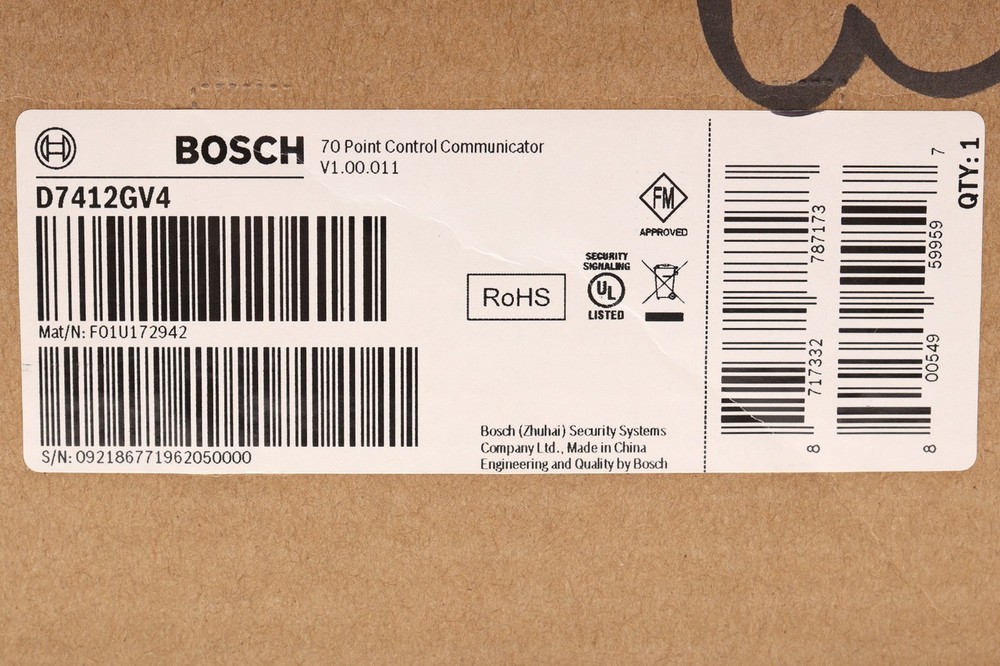 BOSCH
70 Point Control Communicator
V1.00.011
D7412GV4
Mat/N: F01U172942
S/N: 092186771962050000
FM
APPROVED
SECURITY
SIGNALING
UL
LISTED
RoHS
Bosch (Zhuhai) Security Systems
Company Ltd., Made in China
Engineering and Quality by Bosch
8 717332 787173
8 00549 59959 7
QTY: 1